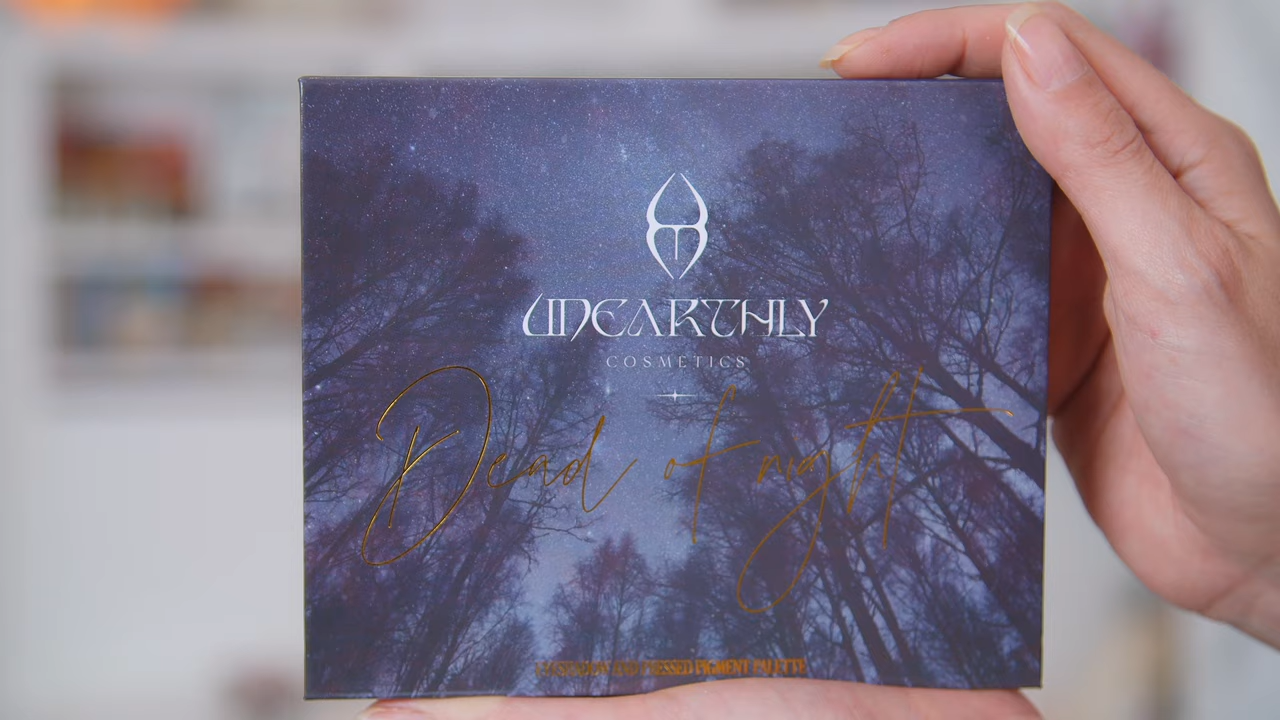 UNEARTHLY
COSMETICS
Dead of night
EYESHADOW AND PRESSED PIGMENT PALETTE